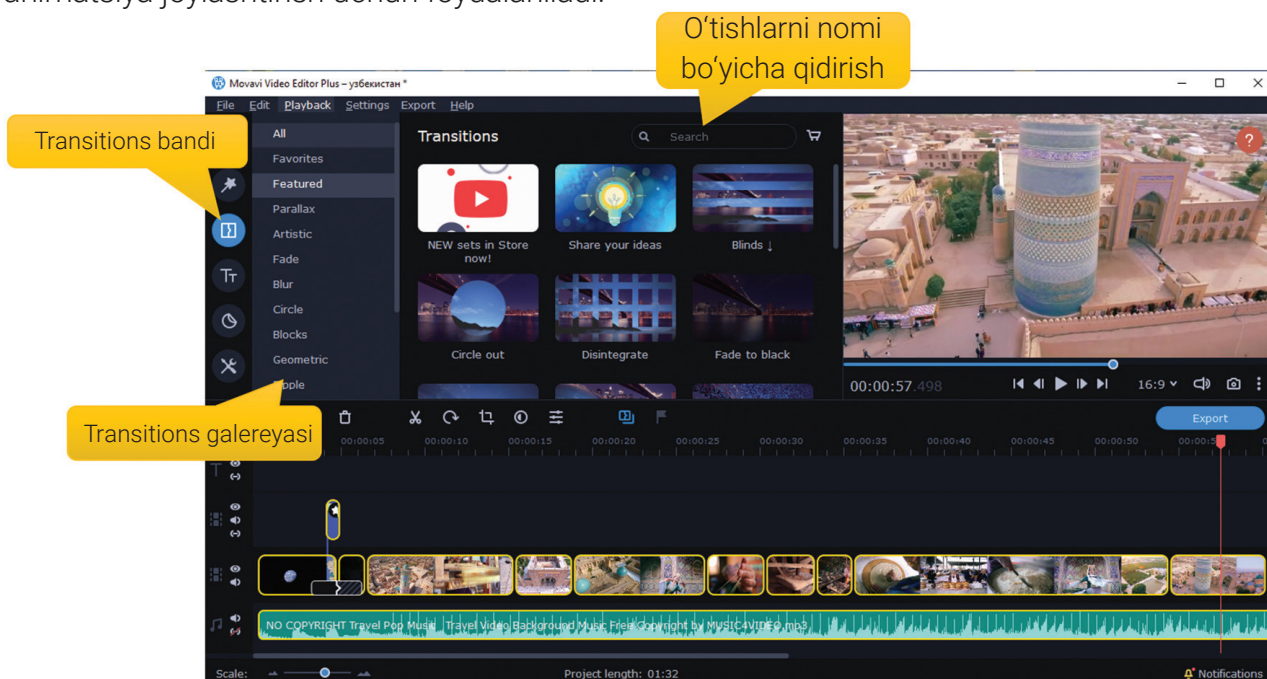 O‘tishlarni nomi
bo‘yicha qidirish
Movavi Video Editor Plus – узбекистан *
File Edit Playback Settings Export Help
Transitions bandi
All
Favorites
Featured
Parallax
Artistic
Fade
Blur
Circle
Blocks
Geometric
Transitions
Search
NEW sets in Store
now!
Share your ideas
Blinds ↓
Circle out
Disintegrate
Fade to black
?
00:00:57.498
16:9
Transitions galereyasi
Export
00:00:05 00:00:10 00:00:15 00:00:20 00:00:25 00:00:30 00:00:35 00:00:40 00:00:45 00:00:50
NO COPYRIGHT Travel Pop Music Travel Video Background Music Free Copyright by MUSIC4VIDEO.mp3
Scale:
Project length: 01:32
Notifications